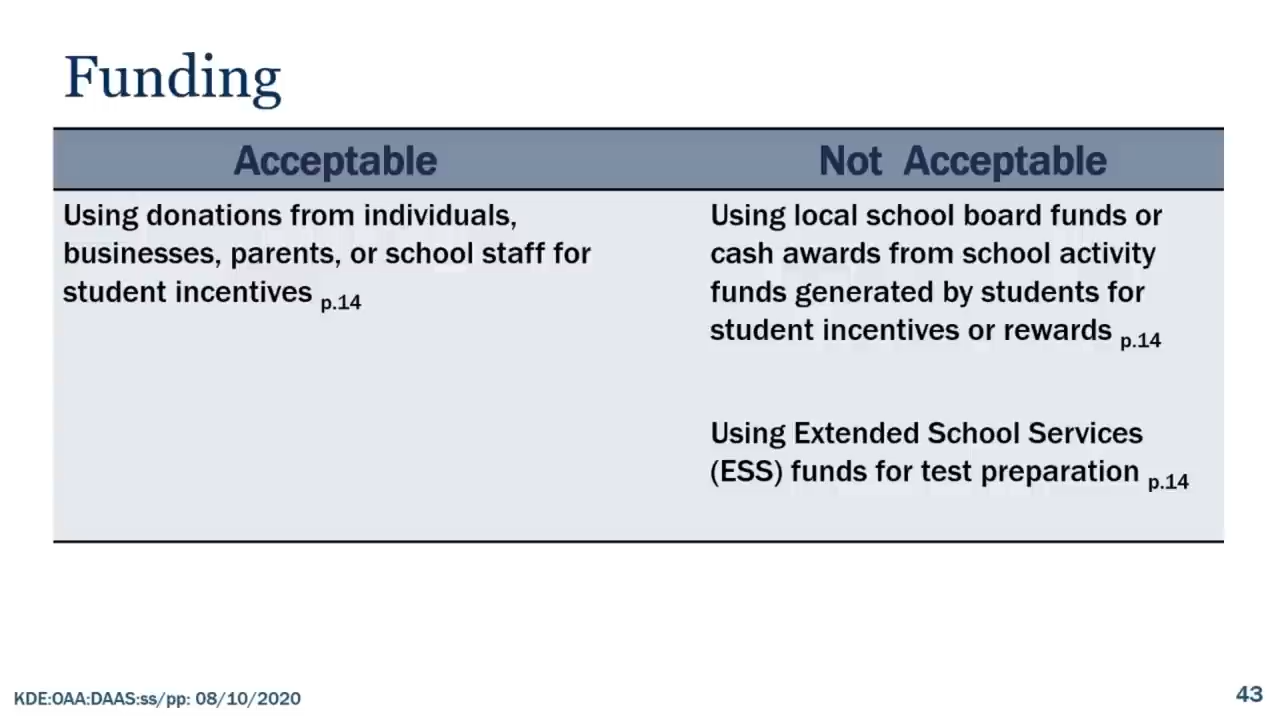 Funding
Acceptable
Not Acceptable
Using donations from individuals,
businesses, parents, or school staff for
student incentives p.14
Using local school board funds or
cash awards from school activity
funds generated by students for
student incentives or rewards p.14
Using Extended School Services
(ESS) funds for test preparation p.14
KDE:OAA:DAAS:ss/pp: 08/10/2020
43